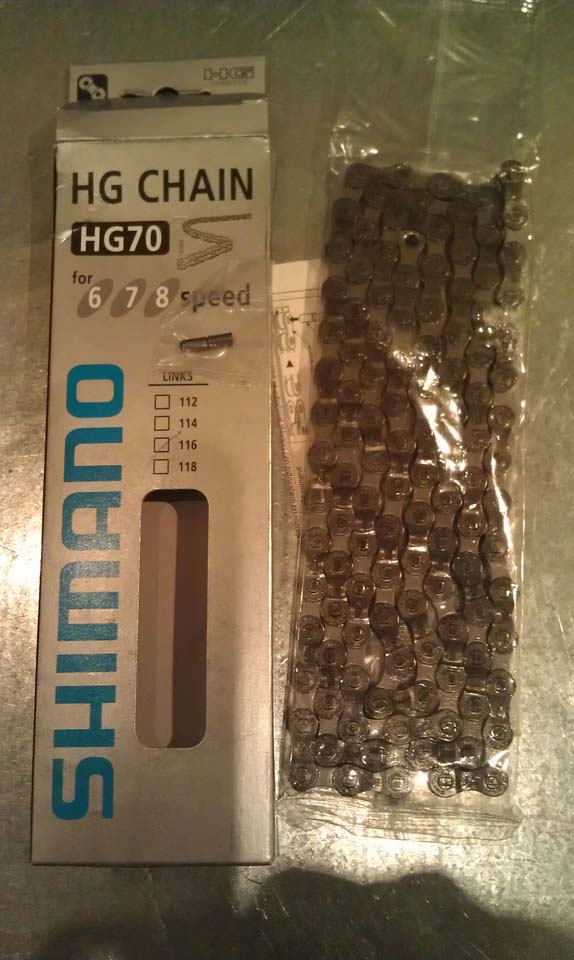 HG
HG CHAIN
HG70
for
6 7 8 speed
LINKS
112
114
116
118
SHIMANO